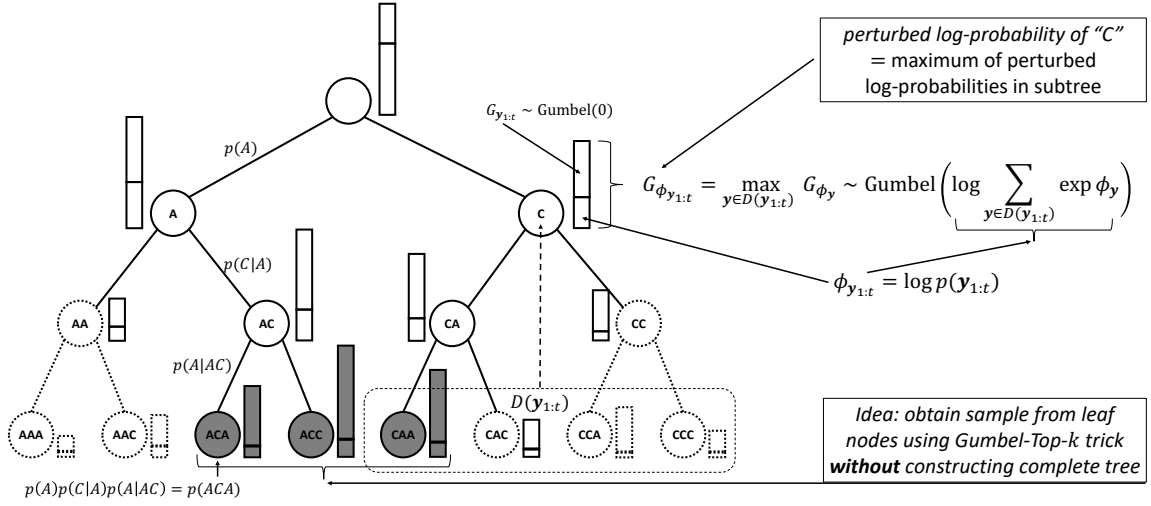 perturbed log-probability of “C”
= maximum of perturbed
log-probabilities in subtree
G_{y_{1:t}} ~ Gumbel(0)
p(A)
G_{ϕ_{y_{1:t}}} = max_{y∈D(y_{1:t})} G_{ϕ_y} ~ Gumbel(log ∑_{y∈D(y_{1:t})} exp ϕ_y)
A
C
p(C|A)
ϕ_{y_{1:t}} = log p(y_{1:t})
AA
AC
CA
CC
p(A|AC)
D(y_{1:t})
AAA
AAC
ACA
ACC
CAA
CAC
CCA
CCC
Idea: obtain sample from leaf
nodes using Gumbel-Top-k trick
without constructing complete tree
p(A)p(C|A)p(A|AC) = p(ACA)